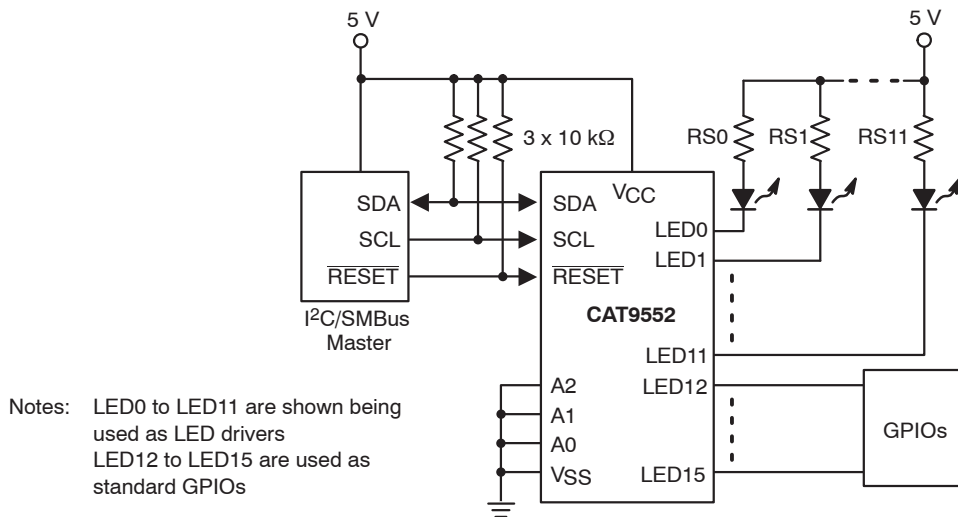 5 V
5 V
3 x 10 kΩ
RS0
RS1
RS11
SDA
SCL
RESET
I²C/SMBus
Master
VCC
SDA
SCL
RESET
CAT9552
LED0
LED1
LED11
LED12
LED15
A2
A1
A0
VSS
GPIOs
Notes: LED0 to LED11 are shown being
used as LED drivers
LED12 to LED15 are used as
standard GPIOs